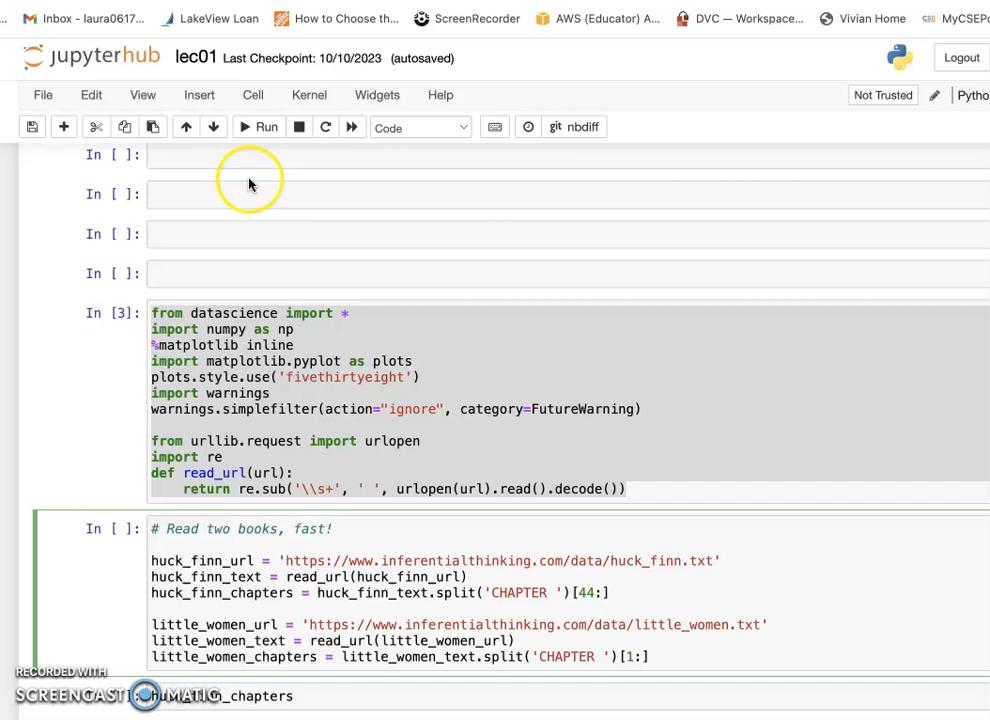 Inbox - laura0617...
LakeView Loan
How to Choose the...
ScreenRecorder
AWS (Educator) A...
DVC — Workspace...
Vivian Home
CSE MyCSEPo
jupyterhub lec01 Last Checkpoint: 10/10/2023 (autosaved)
Logout
File Edit View Insert Cell Kernel Widgets Help
Not Trusted
Pytho
Run
Code
git nbdiff
In [ ]:
In [ ]:
In [ ]:
In [ ]:
In [3]: from datascience import *
import numpy as np
%matplotlib inline
import matplotlib.pyplot as plots
plots.style.use('fivethirtyeight')
import warnings
warnings.simplefilter(action="ignore", category=FutureWarning)
from urllib.request import urlopen
import re
def read_url(url):
return re.sub('\\s+', ' ', urlopen(url).read().decode())
In [ ]: # Read two books, fast!
huck_finn_url = 'https://www.inferentialthinking.com/data/huck_finn.txt'
huck_finn_text = read_url(huck_finn_url)
huck_finn_chapters = huck_finn_text.split('CHAPTER ')[44:]
little_women_url = 'https://www.inferentialthinking.com/data/little_women.txt'
little_women_text = read_url(little_women_url)
little_women_chapters = little_women_text.split('CHAPTER ')[1:]
RECORDED WITH
SCREENCAST MATIC
huck_finn_chapters